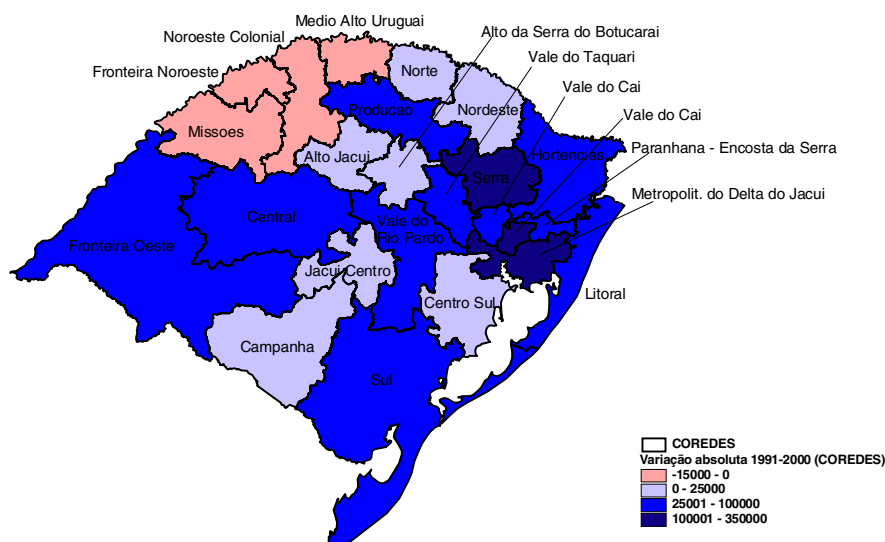 Medio Alto Uruguai
Alto da Serra do Botucarai
Noroeste Colonial
Vale do Taquari
Fronteira Noroeste
Norte
Vale do Cai
Producao
Nordeste
Vale do Cai
Missoes
Paranhana - Encosta da Serra
Alto Jacui
Hortencias
Serra
Metropolit. do Delta do Jacui
Central
Vale do
Rio Pardo
Fronteira Oeste
Jacui Centro
Litoral
Centro Sul
Campanha
Sul
COREDES
Variação absoluta 1991-2000 (COREDES)
-15000 - 0
0 - 25000
25001 - 100000
100001 - 350000